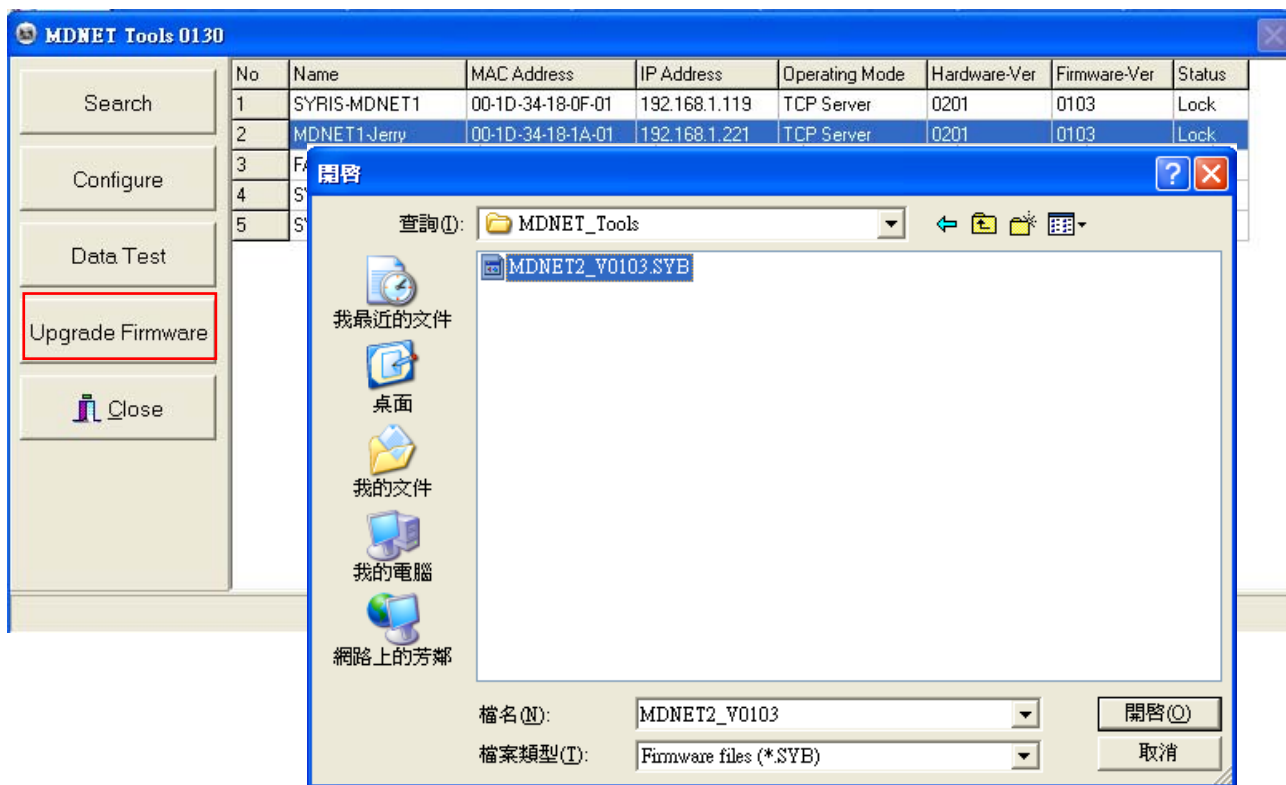 MDNET Tools 0130
Search
Configure
Data Test
Upgrade Firmware
Close
No Name MAC Address IP Address Operating Mode Hardware-Ver Firmware-Ver Status
1 SYRIS-MDNET1 00-1D-34-18-0F-01 192.168.1.119 TCP Server 0201 0103 Lock
2 MDNET1-Jerry 00-1D-34-18-1A-01 192.168.1.221 TCP Server 0201 0103 Lock
3
4
5
開啓
查詢(I): MDNET_Tools
MDNET2_V0103.SYB
我最近的文件
桌面
我的文件
我的電腦
網路上的芳鄰
檔名(N): MDNET2_V0103 開啓(O)
檔案類型(T): Firmware files (*.SYB) 取消